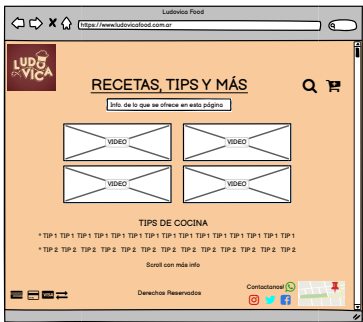 Ludovica Food
https://www.ludovicafood.com.ar
LUDO
VICA
RECETAS, TIPS Y MÁS
Info. de lo que se ofrece en esta página
VIDEO
VIDEO
VIDEO
VIDEO
TIPS DE COCINA
* TIP 1 TIP 1 TIP 1 TIP 1 TIP 1 TIP 1 TIP 1 TIP 1 TIP 1 TIP 1 TIP 1 TIP 1 TIP 1
* TIP 2 TIP 2 TIP 2 TIP 2 TIP 2 TIP 2 TIP 2 TIP 2 TIP 2 TIP 2 TIP 2 TIP 2
Scroll con más info
Contactanos!
VISA
Derechos Reservados